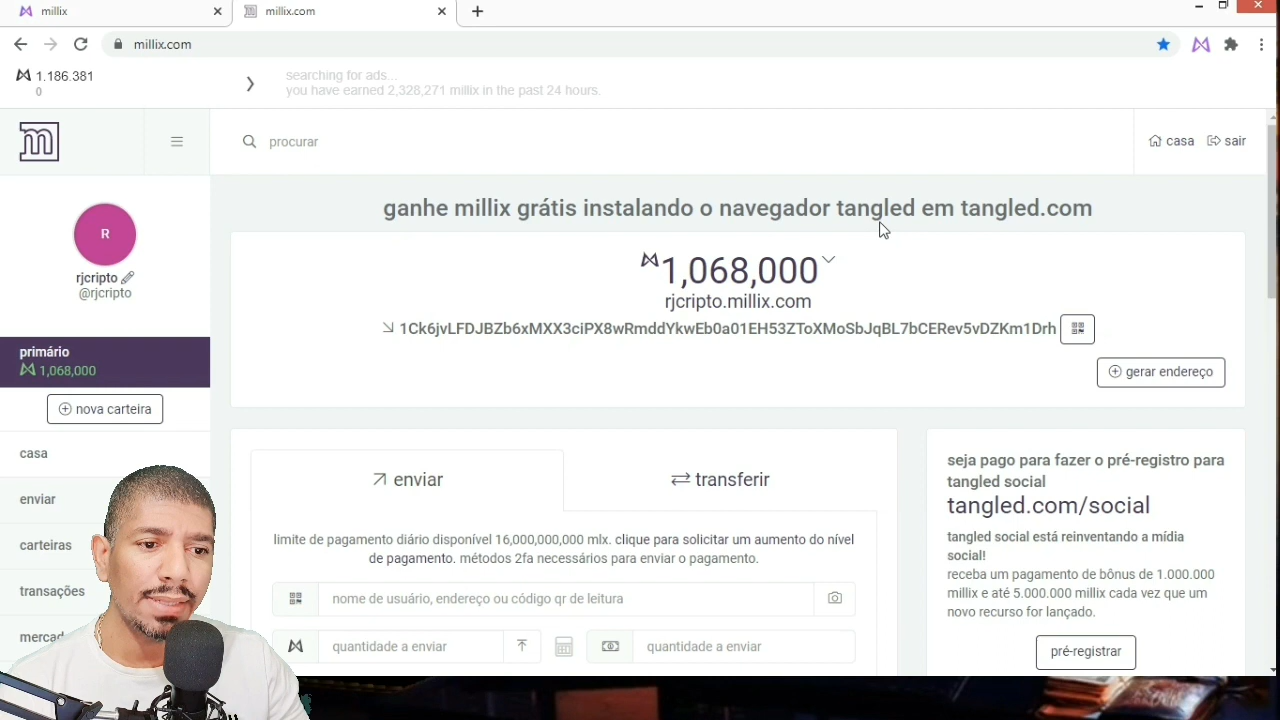 millix
millix.com
millix.com
1.186.381
0
searching for ads...
you have earned 2,328,271 millix in the past 24 hours.
m
procurar
casa
sair
R
rjcripto
@rjcripto
primário
1,068,000
nova carteira
casa
enviar
carteiras
transações
mercad
ganhe millix grátis instalando o navegador tangled em tangled.com
1,068,000
rjcripto.millix.com
1Ck6jvLFDJBZb6xMXX3ciPX8wRmddYkwEb0a01EH53ZToXMoSbJqBL7bCERev5vDZKm1Drh
gerar endereço
enviar
transferir
limite de pagamento diário disponível 16,000,000,000 mlx. clique para solicitar um aumento do nível
de pagamento. métodos 2fa necessários para enviar o pagamento.
nome de usuário, endereço ou código qr de leitura
quantidade a enviar
quantidade a enviar
seja pago para fazer o pré-registro para
tangled social
tangled.com/social
tangled social está reinventando a mídia
social!
receba um pagamento de bônus de 1.000.000
millix e até 5.000.000 millix cada vez que um
novo recurso for lançado.
pré-registrar